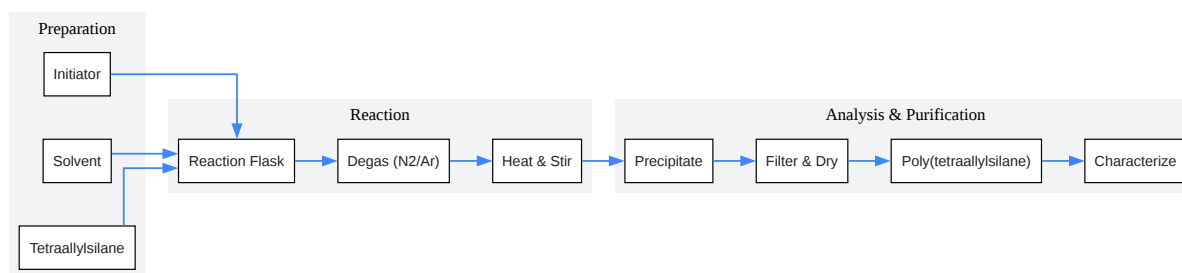 Preparation
Initiator
Solvent
Tetraallylsilane
Reaction
Reaction Flask
Degas (N2/Ar)
Heat & Stir
Analysis & Purification
Precipitate
Filter & Dry
Poly(tetraallylsilane)
Characterize